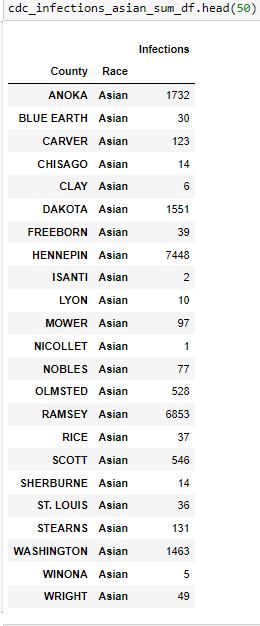 cdc_infections_asian_sum_df.head(50)
Infections
County Race
ANOKA Asian 1732
BLUE EARTH Asian 30
CARVER Asian 123
CHISAGO Asian 14
CLAY Asian 6
DAKOTA Asian 1551
FREEBORN Asian 39
HENNEPIN Asian 7448
ISANTI Asian 2
LYON Asian 10
MOWER Asian 97
NICOLLET Asian 1
NOBLES Asian 77
OLMSTED Asian 528
RAMSEY Asian 6853
RICE Asian 37
SCOTT Asian 546
SHERBURNE Asian 14
ST. LOUIS Asian 36
STEARNS Asian 131
WASHINGTON Asian 1463
WINONA Asian 5
WRIGHT Asian 49